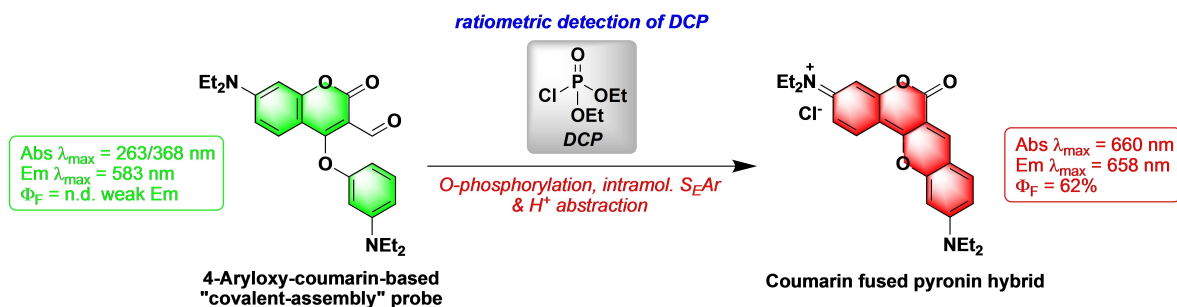 ratiometric detection of DCP
O
Cl P OEt
OEt
DCP
Et₂N O O
O
O
NEt₂
Abs λmax = 263/368 nm
Em λmax = 583 nm
ΦF = n.d. weak Em
4-Aryloxy-coumarin-based
"covalent-assembly" probe
O-phosphorylation, intramol. SEAr
& H⁺ abstraction
Et₂N⁺ O O
Cl⁻
O
NEt₂
Coumarin fused pyronin hybrid
Abs λmax = 660 nm
Em λmax = 658 nm
ΦF = 62%